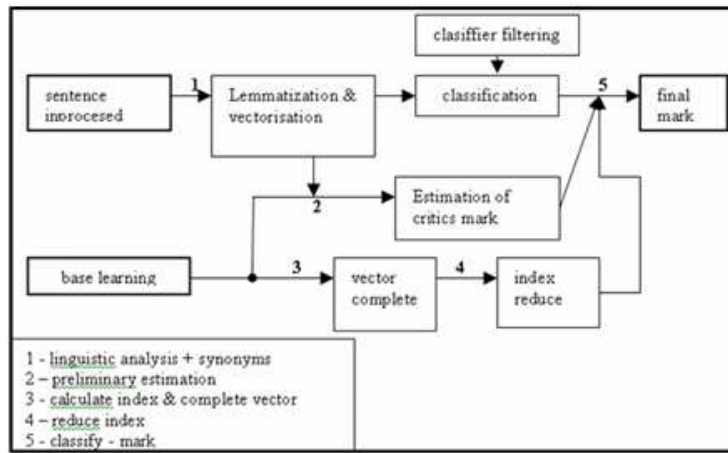 clasiffier filtering
sentence
inprocesed
1
Lemmatization &
vectorisation
classification
5
final
mark
2
Estimation of
critics mark
base learning
3
vector
complete
4
index
reduce
1 - linguistic analysis + synonyms
2 – preliminary estimation
3 - calculate index & complete vector
4 – reduce index
5 - classify - mark